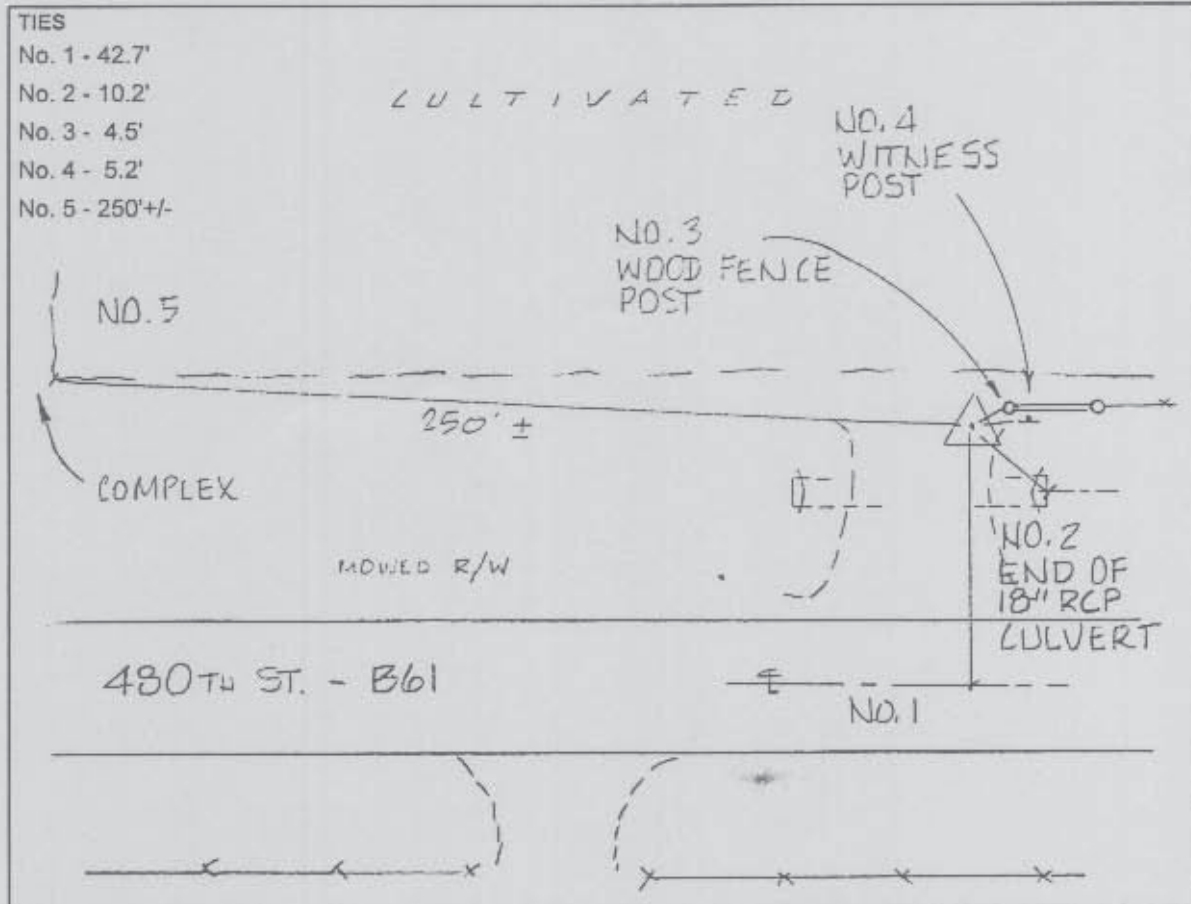 TIES
No. 1 - 42.7'
No. 2 - 10.2'
No. 3 - 4.5'
No. 4 - 5.2'
No. 5 - 250'+/-
CULTIVATED
NO. 4
WITNESS
POST
NO. 3
WOOD FENCE
POST
NO. 5
250' ±
COMPLEX
MOWED R/W
NO. 2
END OF
18" RCP
CULVERT
480TH ST. - B61
℄
NO. 1